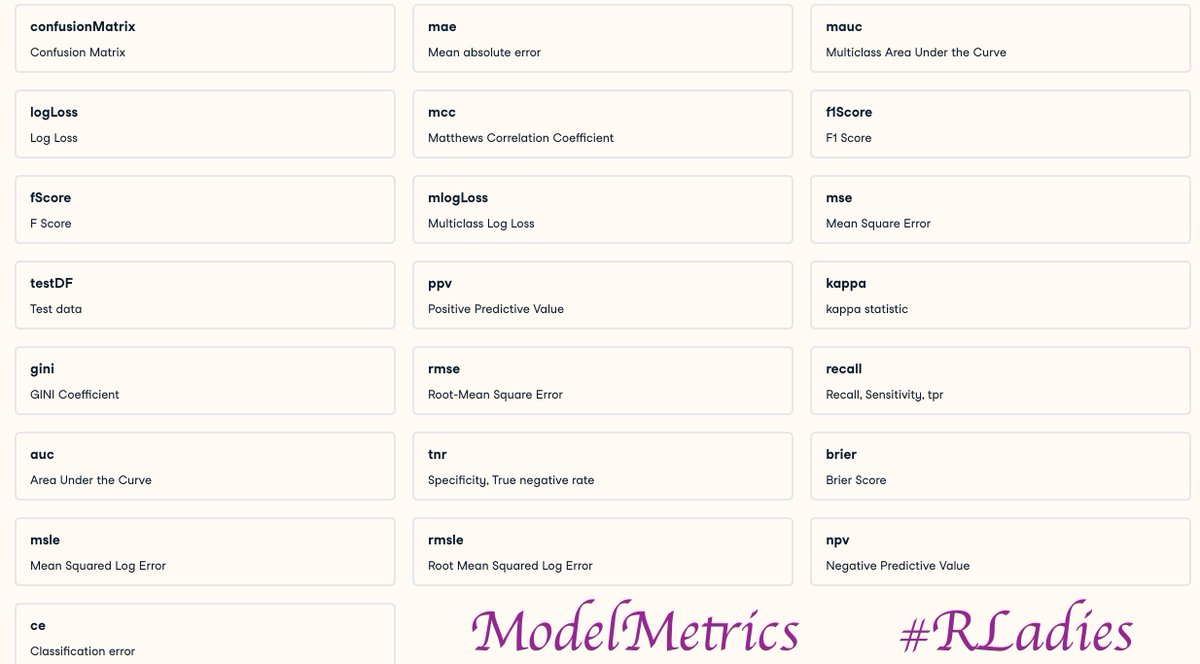 confusionMatrix
Confusion Matrix
mae
Mean absolute error
mauc
Multiclass Area Under the Curve
logLoss
Log Loss
mcc
Matthews Correlation Coefficient
f1Score
F1 Score
fScore
F Score
mlogLoss
Multiclass Log Loss
mse
Mean Square Error
testDF
Test data
ppv
Positive Predictive Value
kappa
kappa statistic
gini
GINI Coefficient
rmse
Root-Mean Square Error
recall
Recall, Sensitivity, tpr
auc
Area Under the Curve
tnr
Specificity, True negative rate
brier
Brier Score
msle
Mean Squared Log Error
rmsle
Root Mean Squared Log Error
npv
Negative Predictive Value
ce
Classification error
ModelMetrics
#RLadies